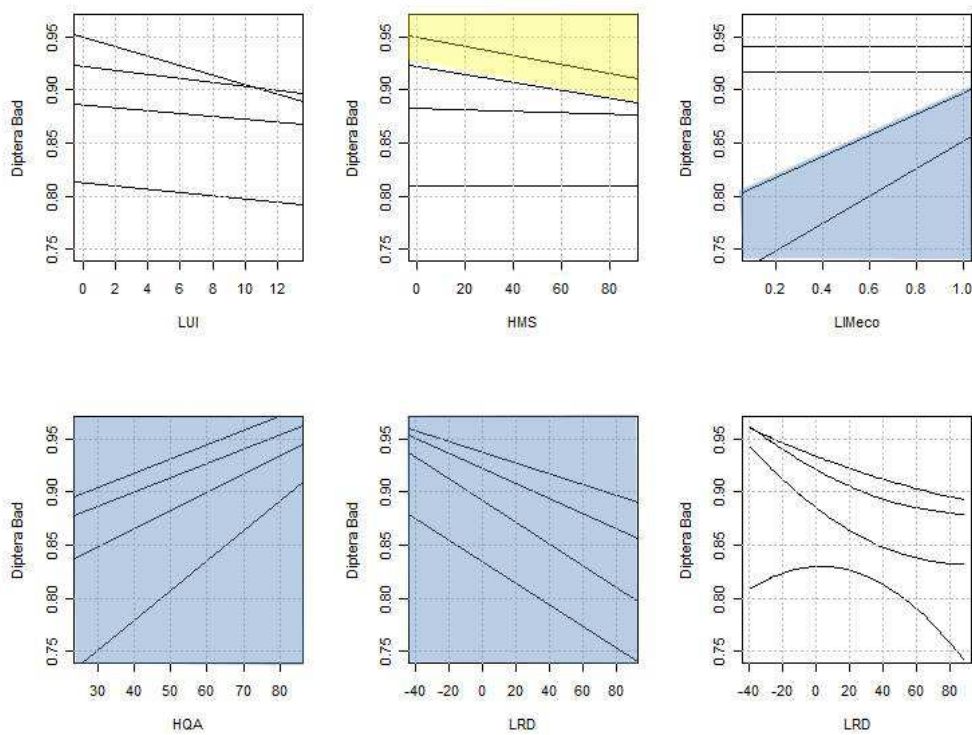 Diptera Bad
0.75 0.80 0.85 0.90 0.95
0 2 4 6 8 10 12
LUI
Diptera Bad
0.75 0.80 0.85 0.90 0.95
0 20 40 60 80
HMS
Diptera Bad
0.75 0.80 0.85 0.90 0.95
0.2 0.4 0.6 0.8 1.0
LIMeco
Diptera Bad
0.75 0.80 0.85 0.90 0.95
30 40 50 60 70 80
HQA
Diptera Bad
0.75 0.80 0.85 0.90 0.95
-40 -20 0 20 40 60 80
LRD
Diptera Bad
0.75 0.80 0.85 0.90 0.95
-40 -20 0 20 40 60 80
LRD